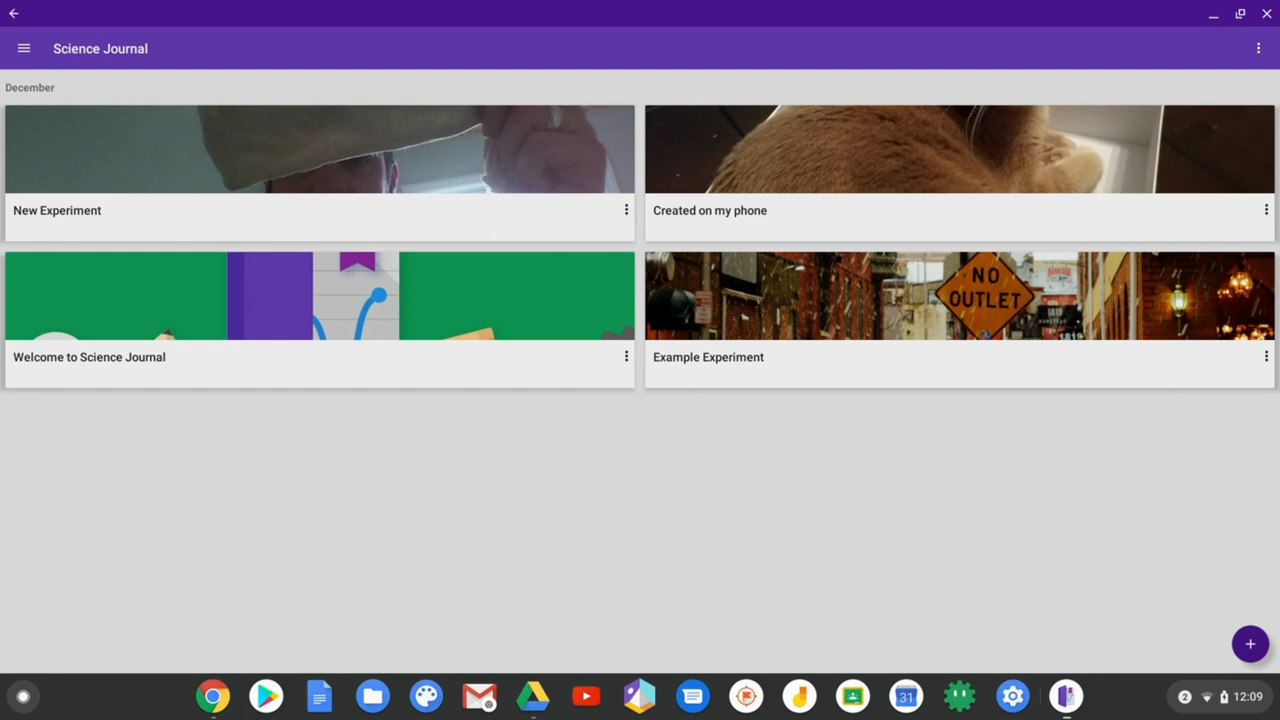 Science Journal
December
New Experiment
Created on my phone
NO
OUTLET
1819
Welcome to Science Journal
Example Experiment
31
2
12:09